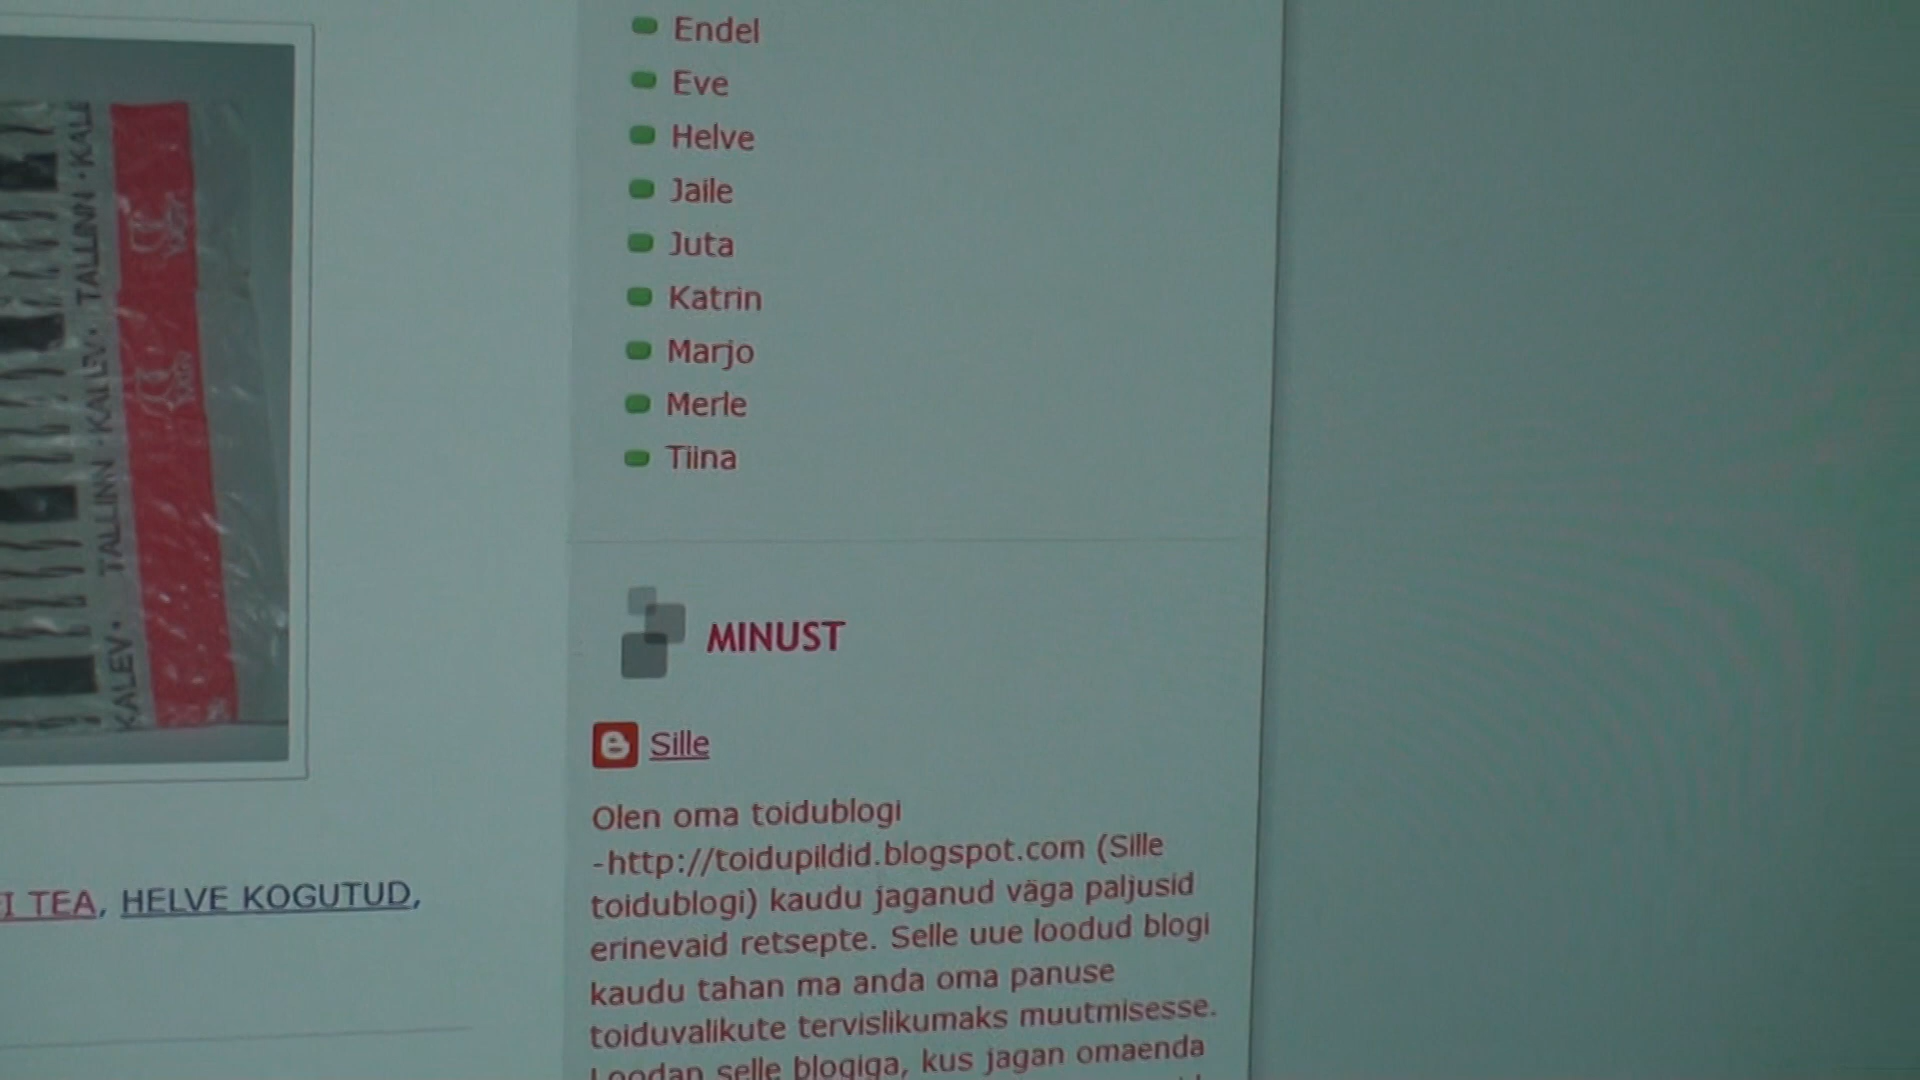 Endel
Eve
Helve
Jaile
Juta
Katrin
Marjo
Merle
Tiina
KALEV · TALLINN · KALEV · TALLINN · KALE
MINUST
Sille
Olen oma toidublogi
-http://toidupildid.blogspot.com (Sille
toidublogi) kaudu jaganud väga paljusid
erinevaid retsepte. Selle uue loodud blogi
kaudu tahan ma anda oma panuse
toiduvalikute tervislikumaks muutmisesse.
Loodan selle blogiga, kus jagan omaenda
I TEA, HELVE KOGUTUD,